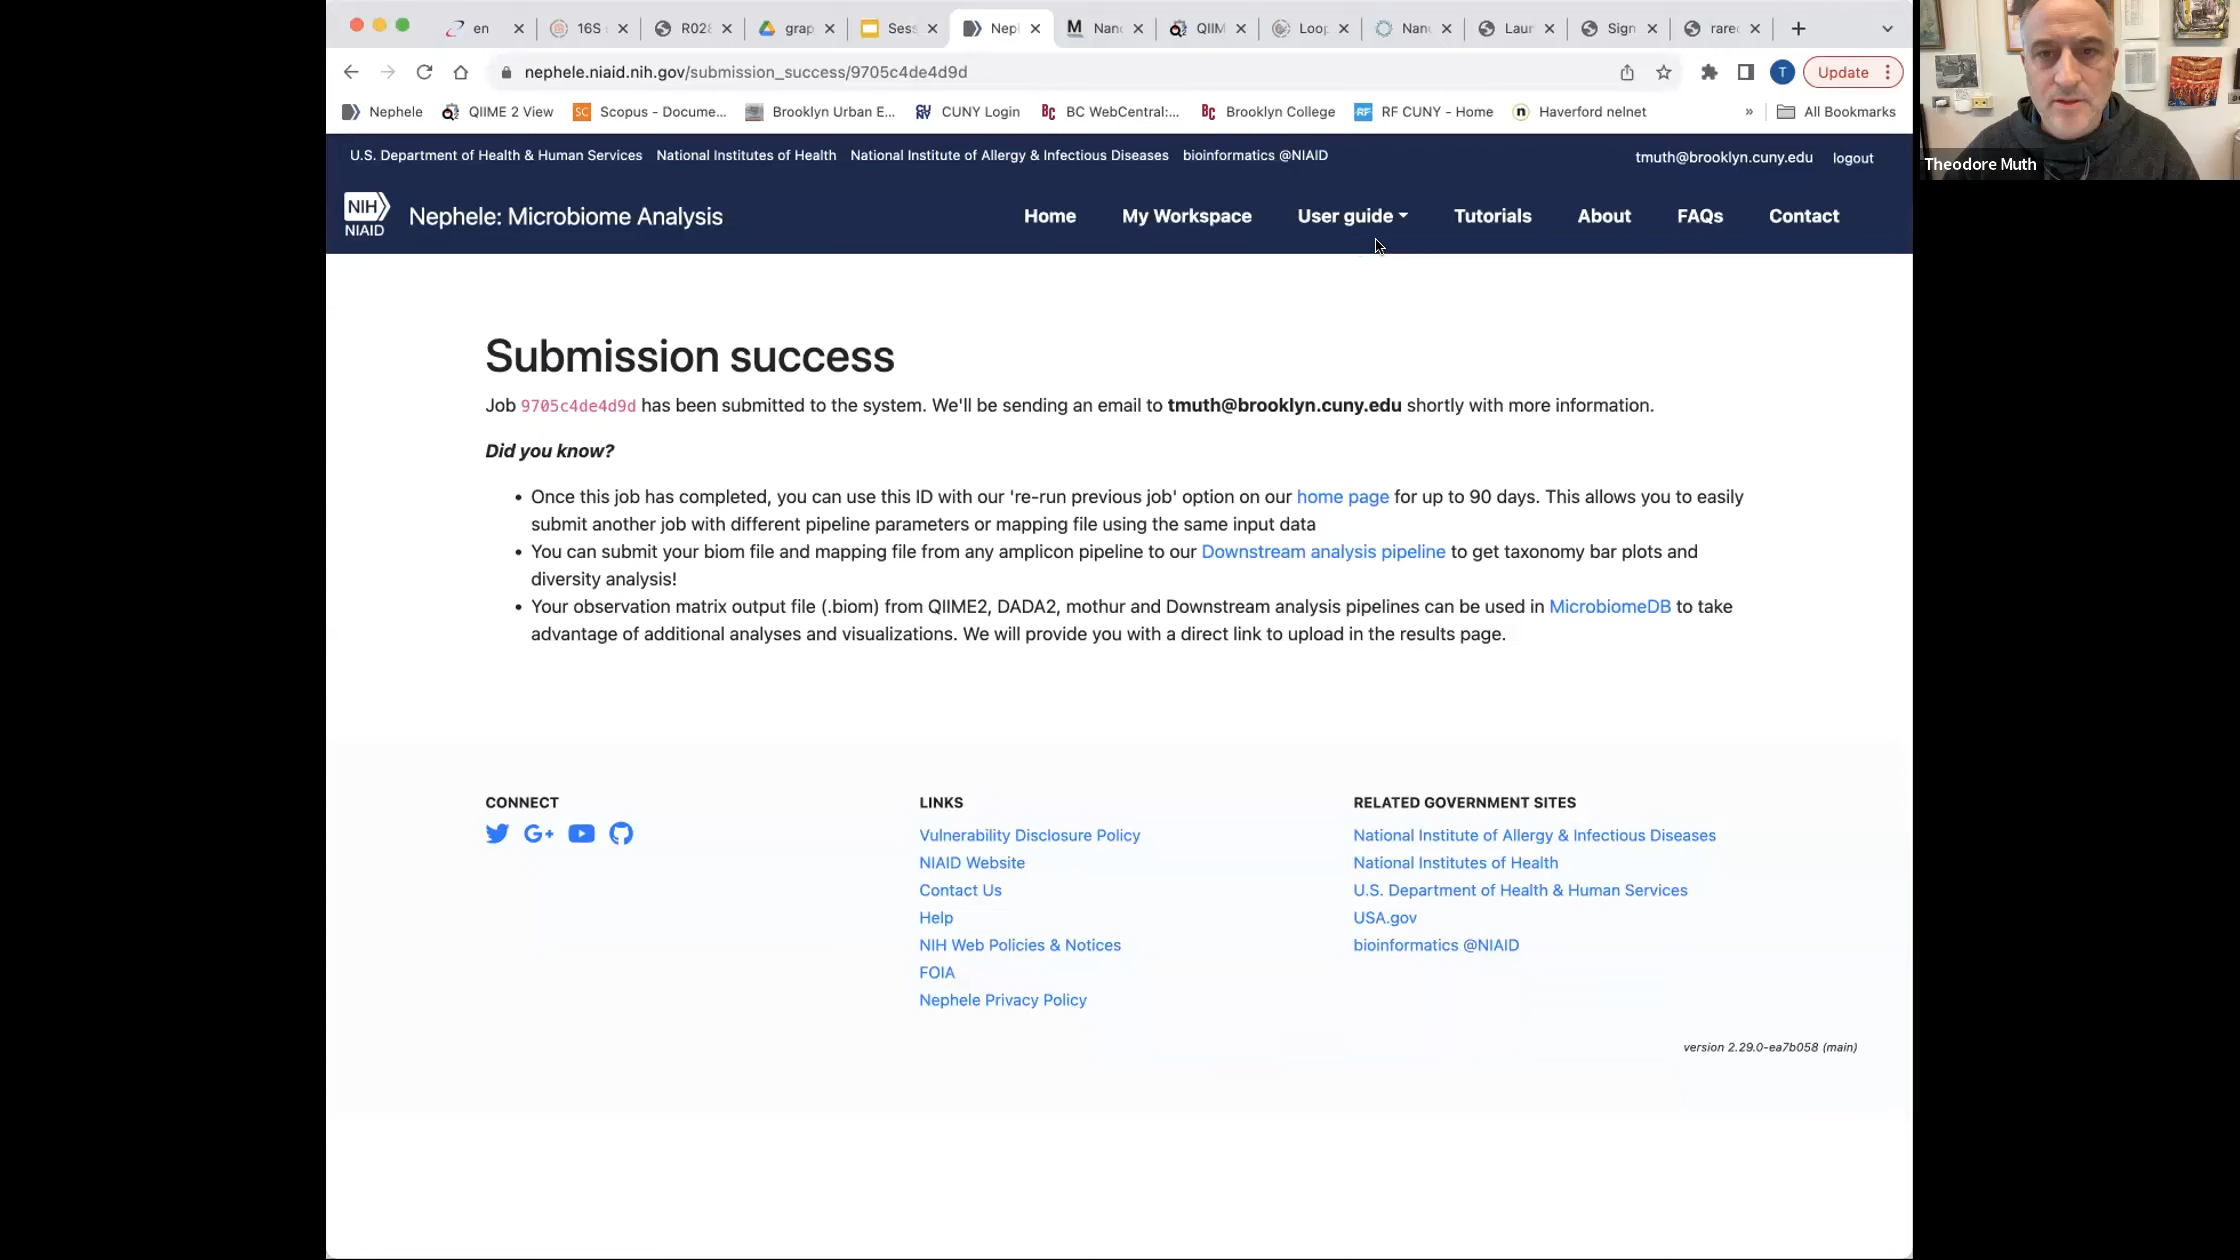 en
16S
R028
grap
Sess
Neph
Nano
QIIM
Loop
Nano
Laun
Sign
rarec
nephele.niaid.nih.gov/submission_success/9705c4de4d9d
T
Update
Nephele
QIIME 2 View
SC Scopus - Docume...
Brooklyn Urban E...
CUNY Login
BC BC WebCentral:...
BC Brooklyn College
RF RF CUNY - Home
n Haverford nelnet
»
All Bookmarks
U.S. Department of Health & Human Services National Institutes of Health National Institute of Allergy & Infectious Diseases bioinformatics @NIAID
tmuth@brooklyn.cuny.edu logout
Theodore Muth
NIH
NIAID
Nephele: Microbiome Analysis
Home My Workspace User guide Tutorials About FAQs Contact
Submission success
Job 9705c4de4d9d has been submitted to the system. We'll be sending an email to tmuth@brooklyn.cuny.edu shortly with more information.
Did you know?
• Once this job has completed, you can use this ID with our 're-run previous job' option on our home page for up to 90 days. This allows you to easily
submit another job with different pipeline parameters or mapping file using the same input data
• You can submit your biom file and mapping file from any amplicon pipeline to our Downstream analysis pipeline to get taxonomy bar plots and
diversity analysis!
• Your observation matrix output file (.biom) from QIIME2, DADA2, mothur and Downstream analysis pipelines can be used in MicrobiomeDB to take
advantage of additional analyses and visualizations. We will provide you with a direct link to upload in the results page.
CONNECT
G+
LINKS
Vulnerability Disclosure Policy
NIAID Website
Contact Us
Help
NIH Web Policies & Notices
FOIA
Nephele Privacy Policy
RELATED GOVERNMENT SITES
National Institute of Allergy & Infectious Diseases
National Institutes of Health
U.S. Department of Health & Human Services
USA.gov
bioinformatics @NIAID
version 2.29.0-ea7b058 (main)